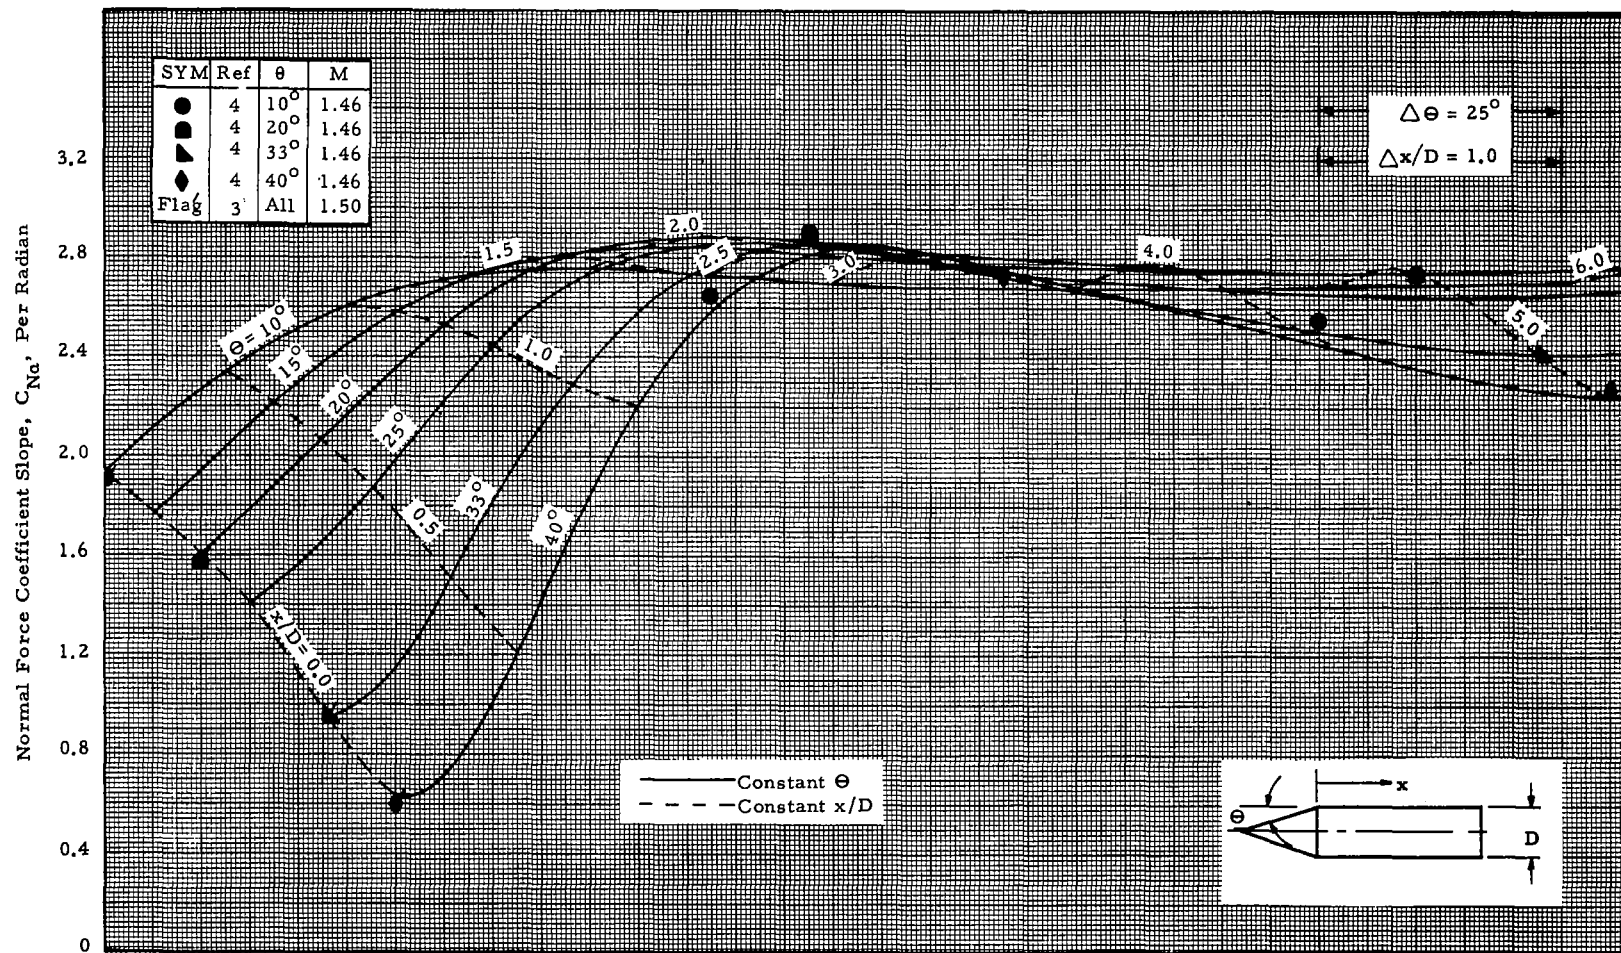 SYM Ref θ M
4 10° 1.46
4 20° 1.46
4 33° 1.46
4 40° 1.46
Flag 3 All 1.50
△Θ = 25°
△x/D = 1.0
3.2
2.8
2.4
2.0
1.6
1.2
0.8
0.4
0
Normal Force Coefficient Slope, C_Nα, Per Radian
Θ = 10°
15°
20°
25°
33°
40°
x/D=0.0
0.5
1.0
1.5
2.0
2.5
3.0
4.0
5.0
6.0
Constant Θ
Constant x/D
x
Θ
D